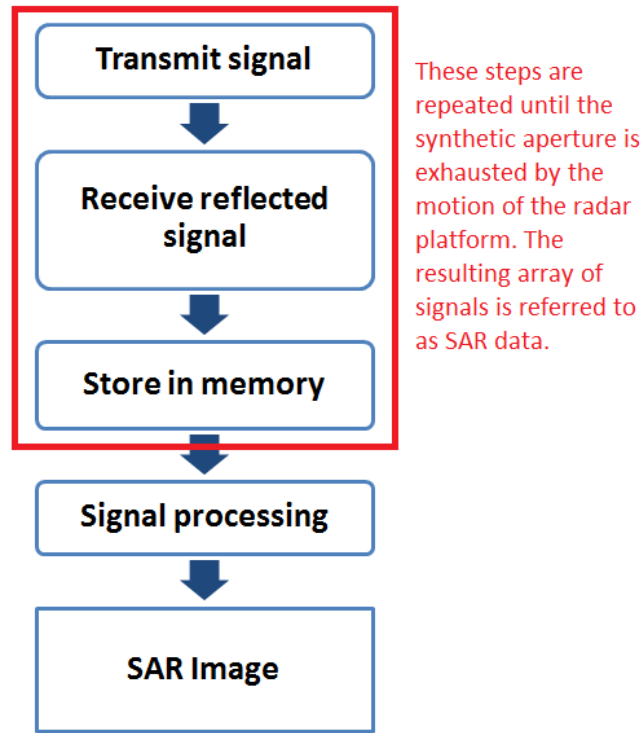 Transmit signal
These steps are
repeated until the
synthetic aperture is
exhausted by the
motion of the radar
platform. The
resulting array of
signals is referred to
as SAR data.
Receive reflected
signal
Store in memory
Signal processing
SAR Image